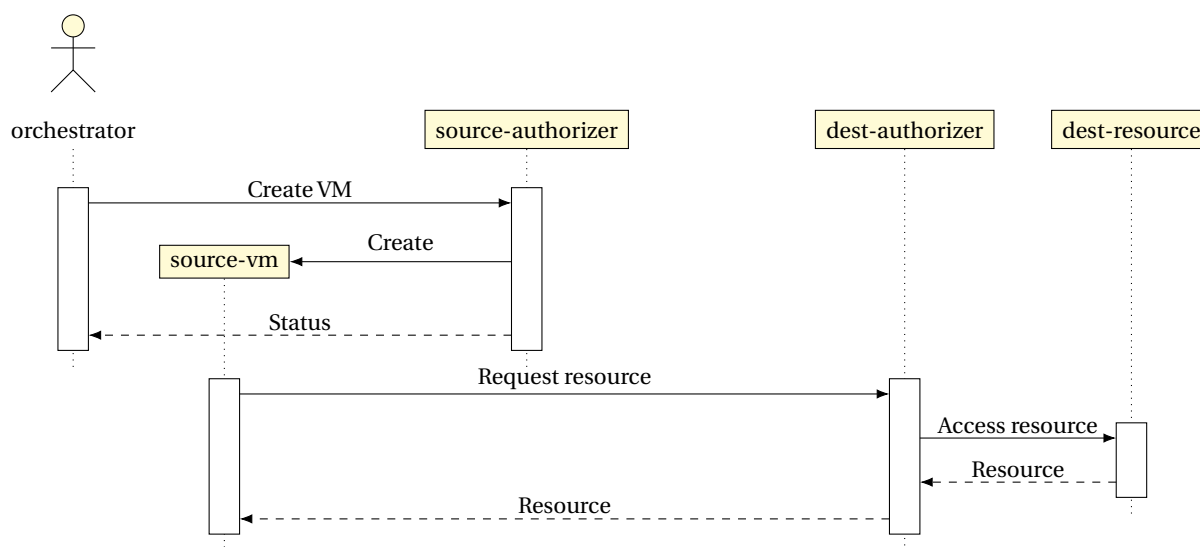 orchestrator
source-authorizer
dest-authorizer
dest-resource
Create VM
Create
source-vm
Status
Request resource
Access resource
Resource
Resource